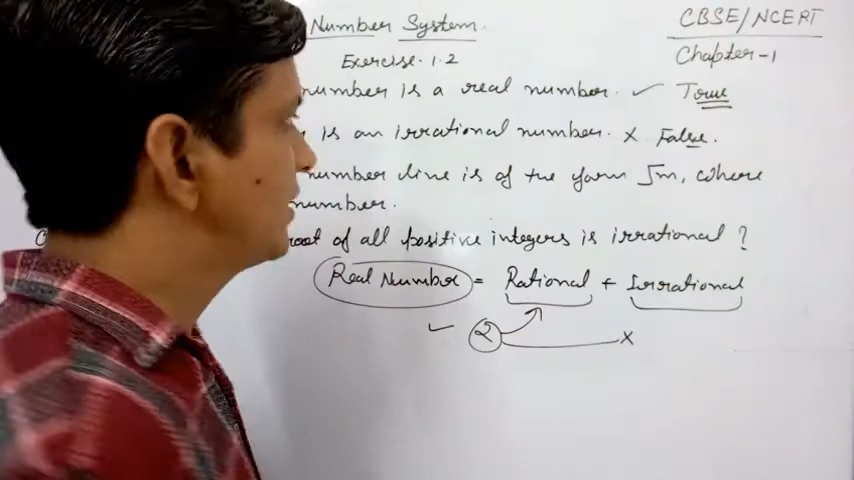 Number System.
CBSE/NCERT
Exercise. 1.2
Chapter-1
number is a real number. ✓ True
is an irrational number. × False.
number line is of the form √m, where
number.
root of all positive integers is irrational ?
Real Number = Rational + Irrational
✓ 2 ×